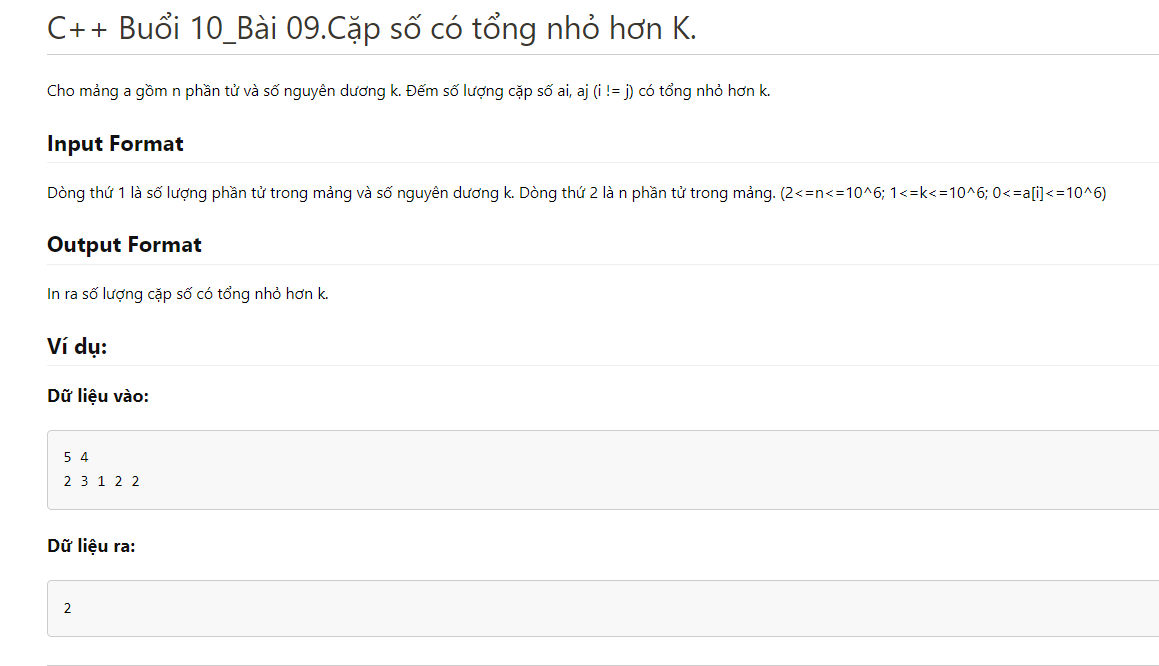 C++ Buổi 10_Bài 09.Cặp số có tổng nhỏ hơn K.
Cho mảng a gồm n phần tử và số nguyên dương k. Đếm số lượng cặp số ai, aj (i != j) có tổng nhỏ hơn k.
Input Format
Dòng thứ 1 là số lượng phần tử trong mảng và số nguyên dương k. Dòng thứ 2 là n phần tử trong mảng. (2<=n<=10^6; 1<=k<=10^6; 0<=a[i]<=10^6)
Output Format
In ra số lượng cặp số có tổng nhỏ hơn k.
Ví dụ:
Dữ liệu vào:
5 4
2 3 1 2 2
Dữ liệu ra:
2